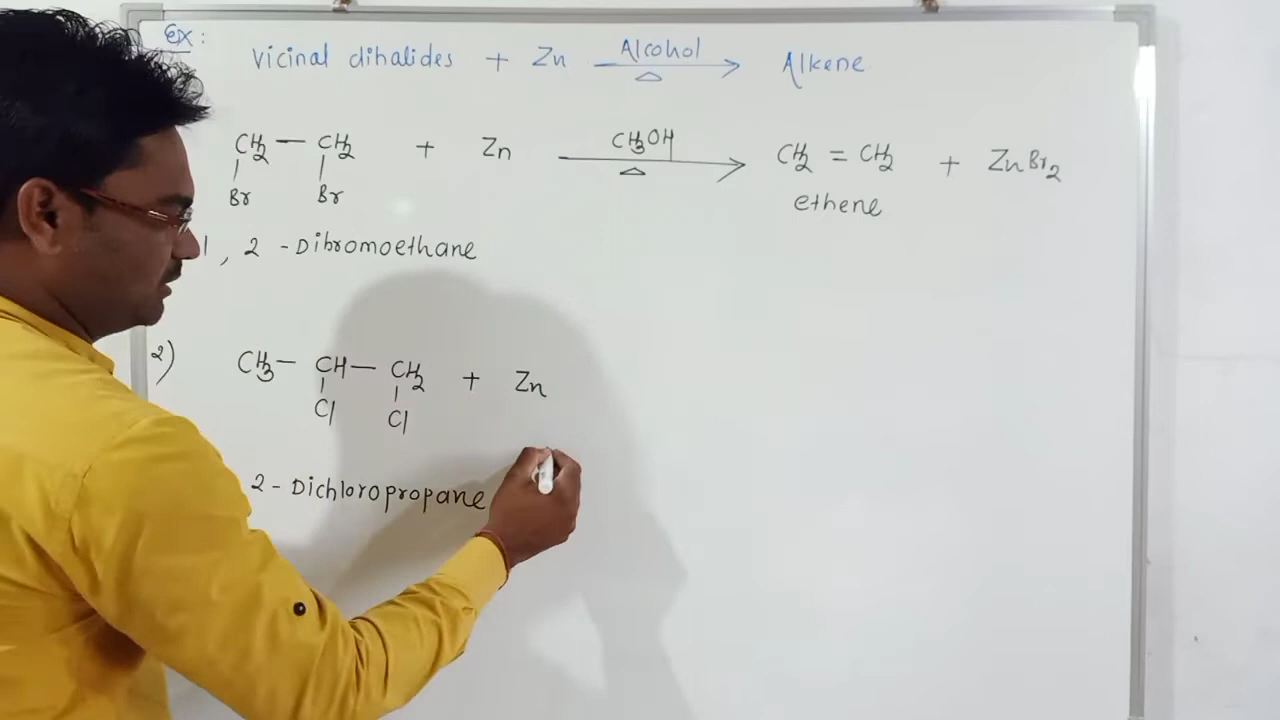 Ex:
Vicinal dihalides + Zn Alcohol △ → Alkene
CH2 — CH2 + Zn CH3OH △ → CH2 = CH2 + ZnBr2
Br Br ethene
1, 2 - Dibromoethane
2) CH3 — CH — CH2 + Zn
Cl Cl
2 - Dichloropropane